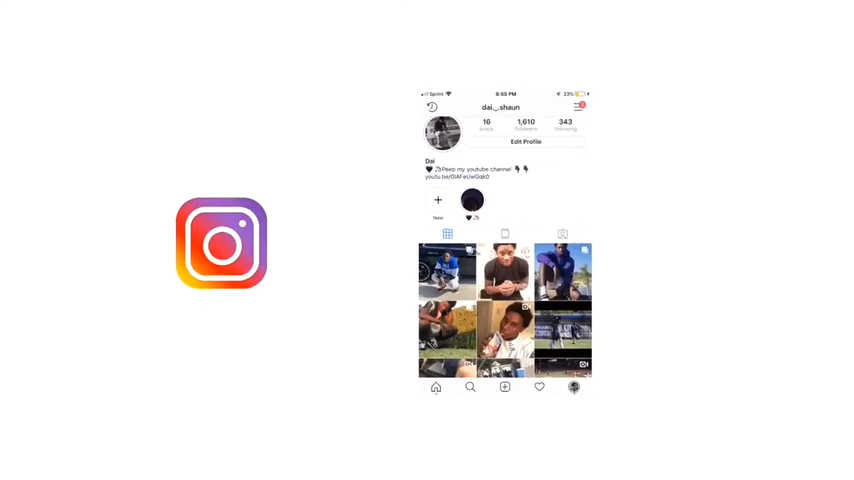 Sprint 6:55 PM 33%
dai._.shaun
16 1,610 343
posts followers following
Edit Profile
Dai
🖤🏈Peep my youtube channel 👇🏿👇🏿
youtu.be/0IAFeUwGqk0
New 🖤🏈